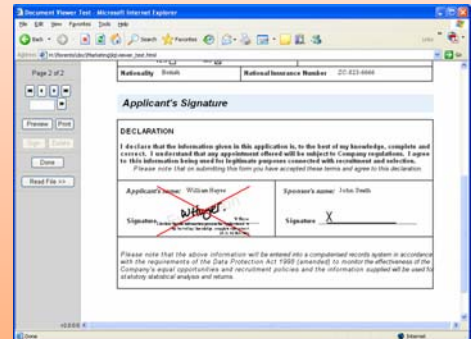 Document Viewer Test - Microsoft Internet Explorer
File Edit View Favorites Tools Help
Back Search Favorites
Address
Page 2 of 2
Preview Print
Sign Delete
Done
Read File >>
Nationality British National Insurance Number
Applicant's Signature
DECLARATION
I declare that the information given in this application is, to the best of my knowledge, complete and
correct. I understand that any appointment offered will be subject to Company regulations. I agree
to this information being used for legitimate purposes connected with recruitment and selection.
Please note that on submitting this form you have accepted these terms and agree to this declaration.
Applicant's name: William Hayes Sponsor's name: John Smith
Signature Signature X
Please note that the above information will be entered into a computerised records system in accordance
with the requirements of the Data Protection Act 1998 (amended) to monitor the effectiveness of the
Company's equal opportunities and recruitment policies and the information supplied will be used for
statutory statistical analysis and returns.
Done Internet